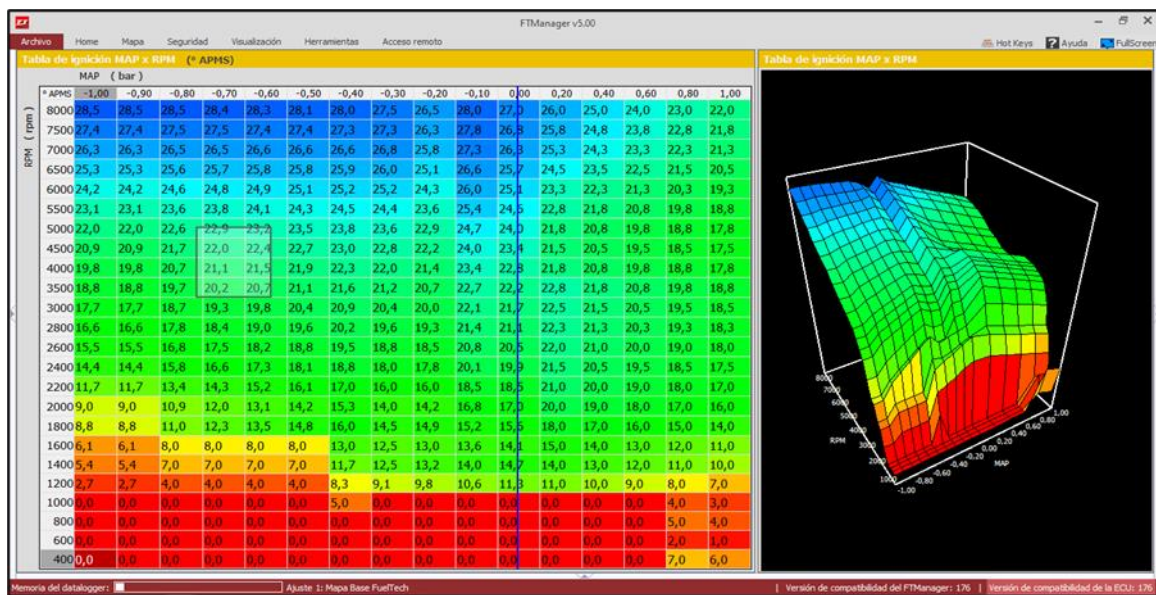 FTManager v5.00
Archivo Home Mapa Seguridad Visualización Herramientas Acceso remoto Hot Keys Ayuda FullScreen
Tabla de ignición MAP x RPM (° APMS) Tabla de ignición MAP x RPM
MAP ( bar )
RPM ( rpm )
° APMS -1,00 -0,90 -0,80 -0,70 -0,60 -0,50 -0,40 -0,30 -0,20 -0,10 0,00 0,20 0,40 0,60 0,80 1,00
8000 28,5 28,5 28,5 28,4 28,3 28,1 28,0 27,5 26,5 28,0 27,0 26,0 25,0 24,0 23,0 22,0
7500 27,4 27,4 27,5 27,5 27,4 27,4 27,3 27,3 26,3 27,8 26,8 25,8 24,8 23,8 22,8 21,8
7000 26,3 26,3 26,5 26,5 26,6 26,6 26,6 26,8 25,8 27,3 26,3 25,3 24,3 23,3 22,3 21,3
6500 25,3 25,3 25,6 25,7 25,8 25,8 25,9 26,0 25,1 26,6 25,7 24,5 23,5 22,5 21,5 20,5
6000 24,2 24,2 24,6 24,8 24,9 25,1 25,2 25,2 24,3 26,0 25,1 23,3 22,3 21,3 20,3 19,3
5500 23,1 23,1 23,6 23,8 24,1 24,3 24,5 24,4 23,6 25,4 24,6 22,8 21,8 20,8 19,8 18,8
5000 22,0 22,0 22,6 22,9 23,2 23,5 23,8 23,6 22,9 24,7 24,0 21,8 20,8 19,8 18,8 17,8
4500 20,9 20,9 21,7 22,0 22,4 22,7 23,0 22,8 22,2 24,0 23,4 21,5 20,5 19,5 18,5 17,5
4000 19,8 19,8 20,7 21,1 21,5 21,9 22,3 22,0 21,4 23,4 22,8 21,8 20,8 19,8 18,8 17,8
3500 18,8 18,8 19,7 20,2 20,7 21,1 21,6 21,2 20,7 22,7 22,2 22,8 21,8 20,8 19,8 18,8
3000 17,7 17,7 18,7 19,3 19,8 20,4 20,9 20,4 20,0 22,1 21,7 22,5 21,5 20,5 19,5 18,5
2800 16,6 16,6 17,8 18,4 19,0 19,6 20,2 19,6 19,3 21,4 21,1 22,3 21,3 20,3 19,3 18,3
2600 15,5 15,5 16,8 17,5 18,2 18,8 19,5 18,8 18,5 20,8 20,5 22,0 21,0 20,0 19,0 18,0
2400 14,4 14,4 15,8 16,6 17,3 18,1 18,8 18,0 17,8 20,1 19,9 21,5 20,5 19,5 18,5 17,5
2200 11,7 11,7 13,4 14,3 15,2 16,1 17,0 16,0 16,0 18,5 18,5 21,0 20,0 19,0 18,0 17,0
2000 9,0 9,0 10,9 12,0 13,1 14,2 15,3 14,0 14,2 16,8 17,0 20,0 19,0 18,0 17,0 16,0
1800 8,8 8,8 11,0 12,3 13,5 14,8 16,0 14,5 14,9 15,2 15,5 18,0 17,0 16,0 15,0 14,0
1600 6,1 6,1 8,0 8,0 8,0 8,0 13,0 12,5 13,0 13,6 14,1 15,0 14,0 13,0 12,0 11,0
1400 5,4 5,4 7,0 7,0 7,0 7,0 11,7 12,5 13,2 14,0 14,7 14,0 13,0 12,0 11,0 10,0
1200 2,7 2,7 4,0 4,0 4,0 4,0 8,3 9,1 9,8 10,6 11,3 11,0 10,0 9,0 8,0 7,0
1000 0,0 0,0 0,0 0,0 0,0 0,0 5,0 0,0 0,0 0,0 0,0 0,0 0,0 0,0 4,0 3,0
800 0,0 0,0 0,0 0,0 0,0 0,0 0,0 0,0 0,0 0,0 0,0 0,0 0,0 0,0 5,0 4,0
600 0,0 0,0 0,0 0,0 0,0 0,0 0,0 0,0 0,0 0,0 0,0 0,0 0,0 0,0 2,0 1,0
400 0,0 0,0 0,0 0,0 0,0 0,0 0,0 0,0 0,0 0,0 0,0 0,0 0,0 0,0 7,0 6,0
8000
7000
6000
5000
4000
3000
2000
1000
RPM
-1,00 -0,80 -0,60 -0,40 -0,20 0,00 0,20 0,40 0,60 0,80 1,00
MAP
Memoria del datalogger: Ajuste 1: Mapa Base FuelTech | Versión de compatibilidad del FTManager: 176 | Versión de compatibilidad de la ECU: 176